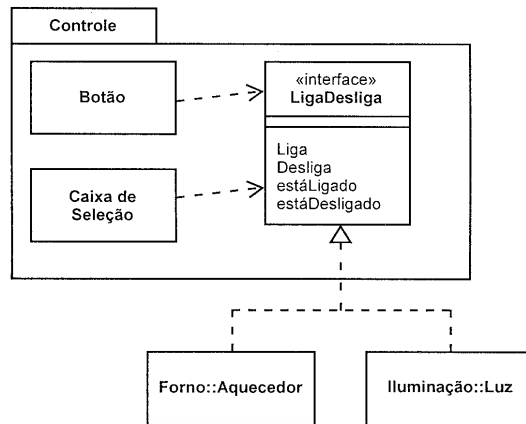 Controle
Botão
«interface»
LigaDesliga
Liga
Desliga
estáLigado
estáDesligado
Caixa de
Seleção
Forno::Aquecedor
Iluminação::Luz